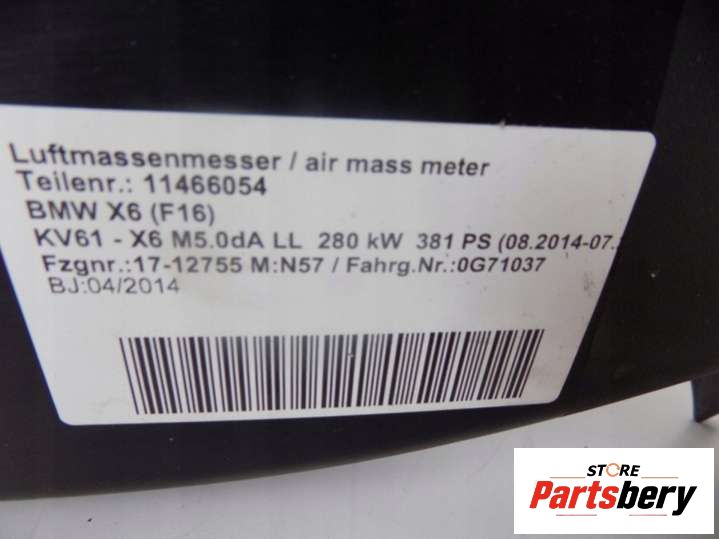 Luftmassenmesser / air mass meter
Teilenr.: 11466054
BMW X6 (F16)
KV61 - X6 M5.0dA LL 280 kW 381 PS (08.2014-07.
Fzgnr.:17-12755 M:N57 / Fahrg.Nr.:0G71037
BJ:04/2014
STORE
Partsbery